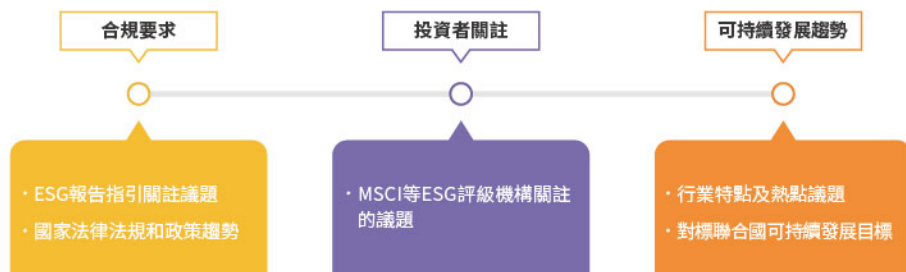 合規要求
投資者關註
可持續發展趨勢
·ESG報告指引關註議題
·國家法律法規和政策趨勢
·MSCI等ESG評級機構關註
的議題
·行業特點及熱點議題
·對標聯合國可持續發展目標